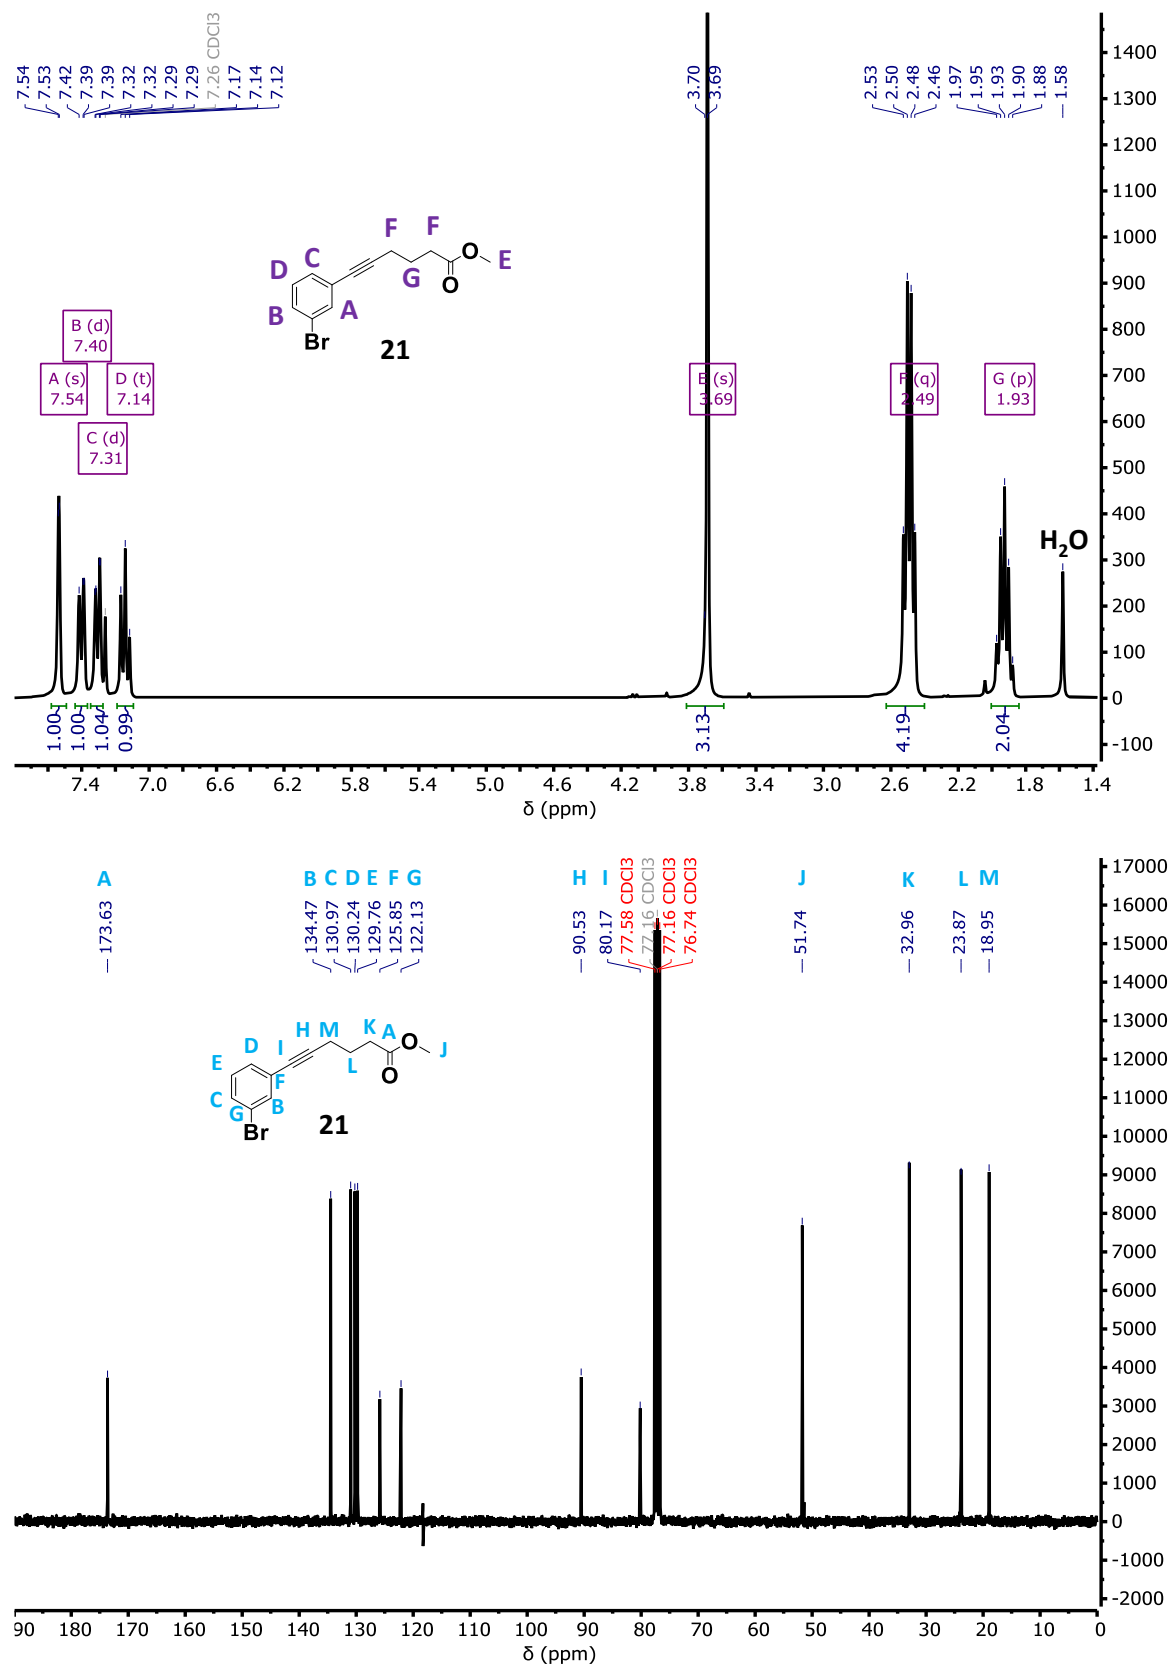 7.54 7.53 7.42 7.39 7.39 7.32 7.32 7.29 7.29 7.26 CDCl3 7.17 7.14 7.12 3.70 3.69 2.53 2.50 2.48 2.46 1.97 1.95 1.93 1.90 1.88 1.58
1400
1300
1200
1100
1000
900
800
700
600
500
400
300
200
100
0
-100
F F
O E
C
D G
O
B A
Br 21
B (d)
7.40
A (s)
7.54
D (t)
7.14
C (d)
7.31
E (s)
3.69
F (q)
2.49
G (p)
1.93
H2O
1.00 1.00 1.04 0.99 3.13 4.19 2.04
7.4 7.0 6.6 6.2 5.8 5.4 5.0 4.6 4.2 3.8 3.4 3.0 2.6 2.2 1.8 1.4
δ (ppm)
A B C D E F G H I J K L M
173.63 134.47 130.97 130.24 129.76 125.85 122.13 90.53 80.17 77.58 CDCl3 77.16 CDCl3 77.16 CDCl3 76.74 CDCl3 51.74 32.96 23.87 18.95
17000
16000
15000
14000
13000
12000
11000
10000
9000
8000
7000
6000
5000
4000
3000
2000
1000
0
-1000
-2000
H M K A
O J
D I
E L
O
F
C B
G
Br 21
190 180 170 160 150 140 130 120 110 100 90 80 70 60 50 40 30 20 10 0
δ (ppm)